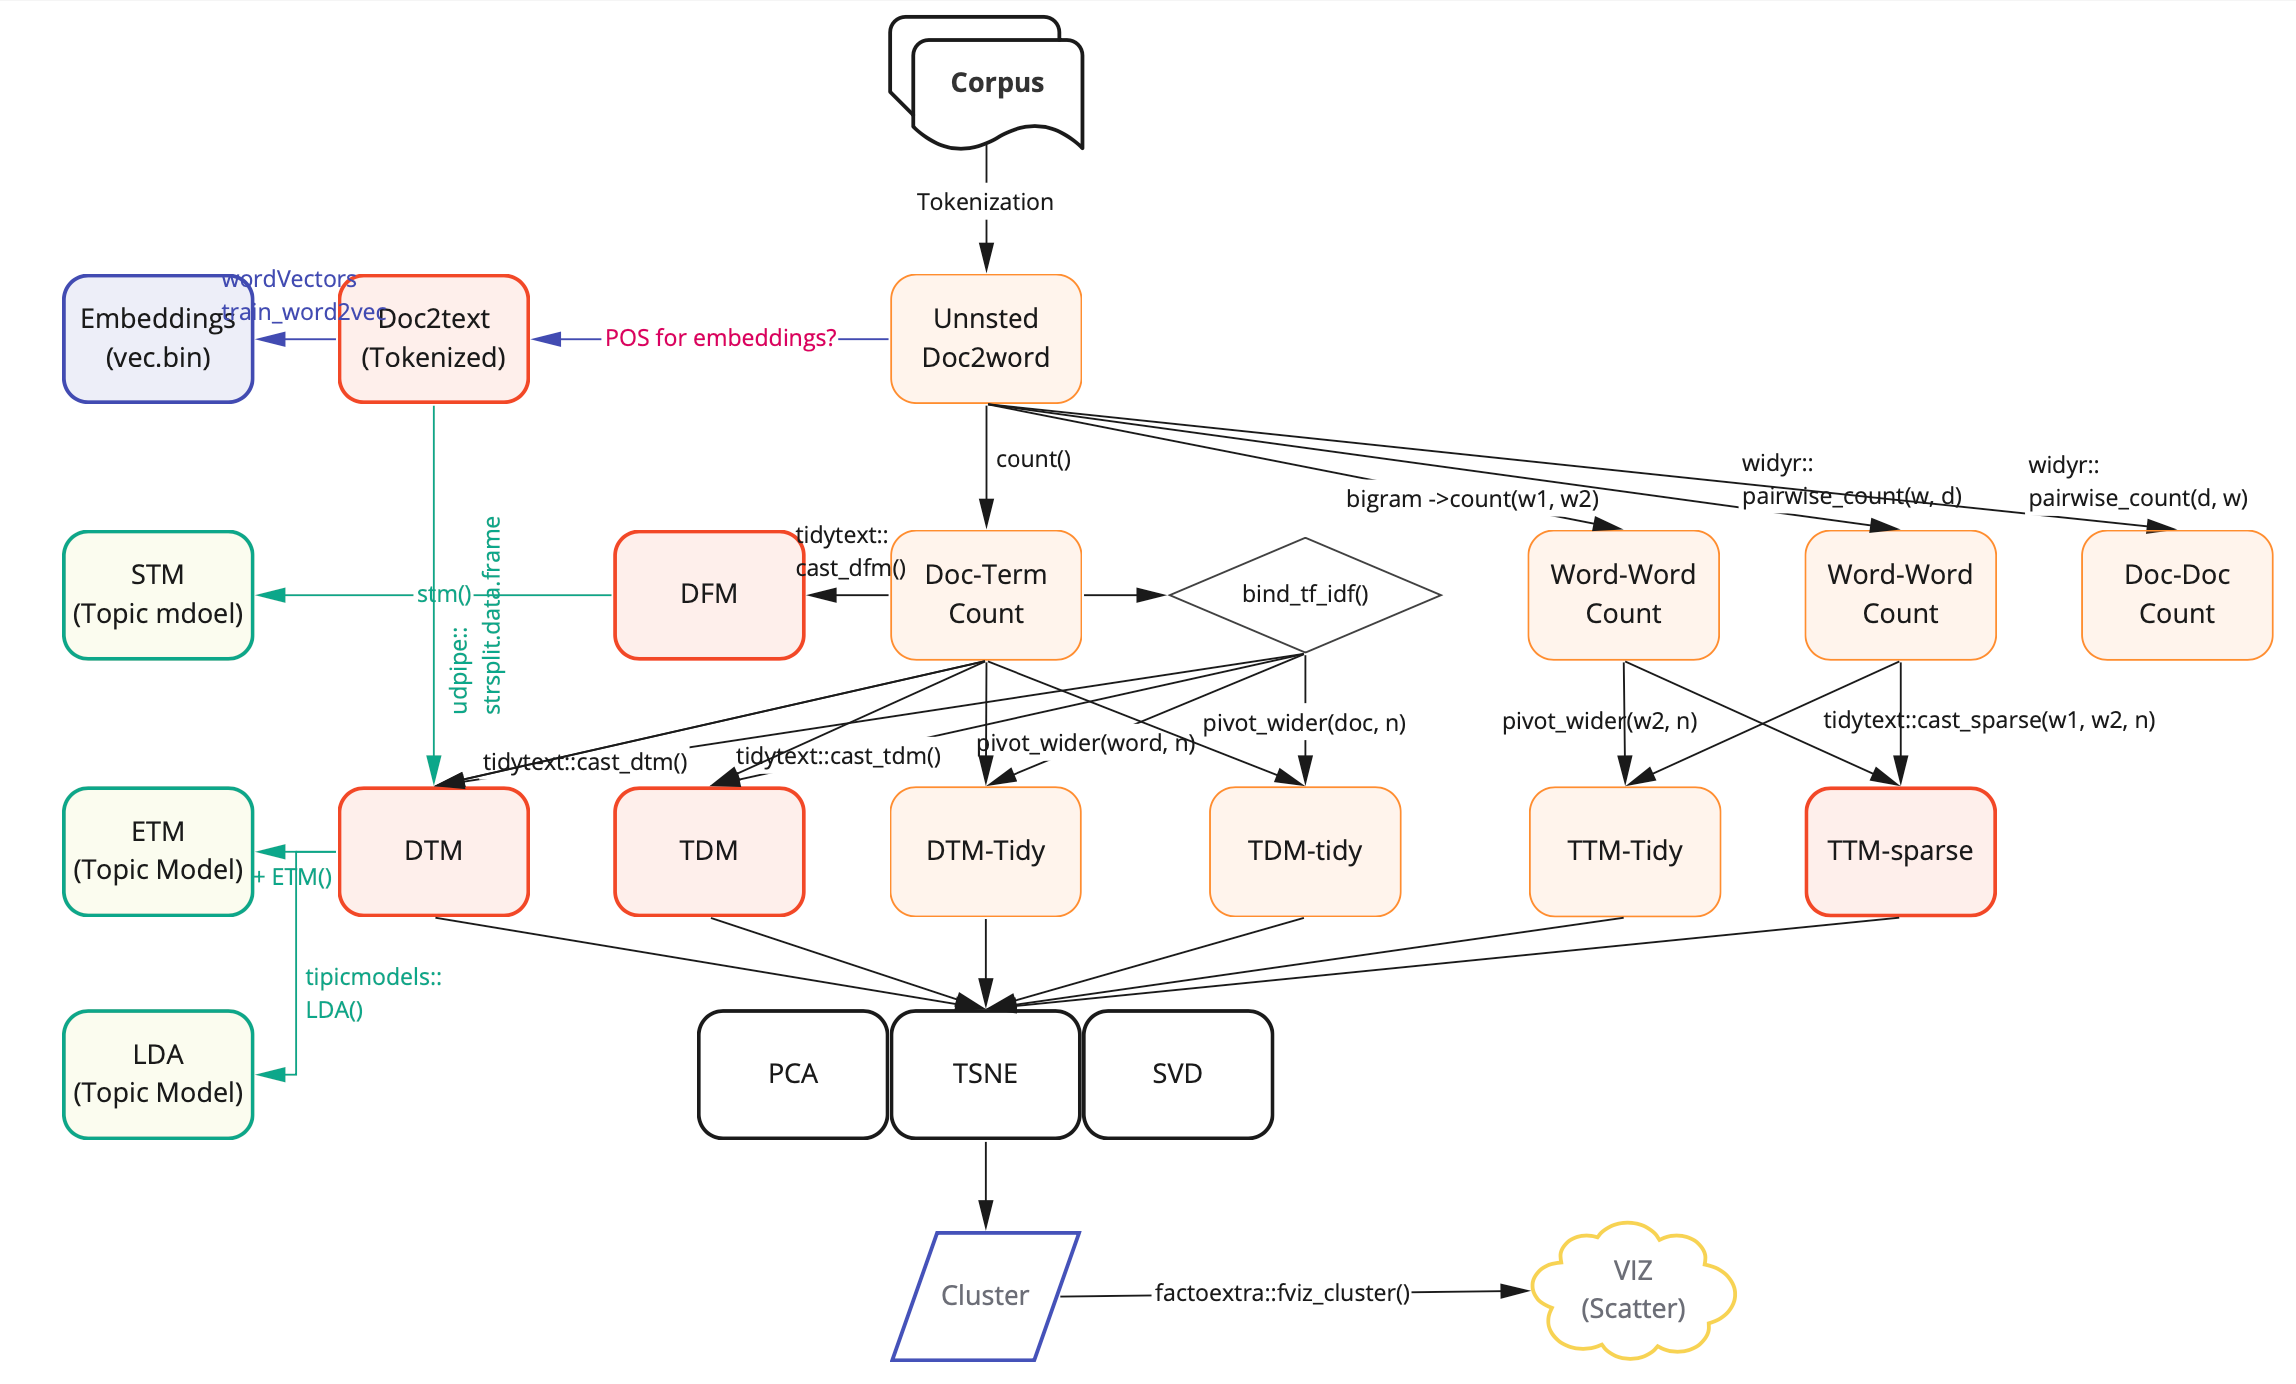 Corpus
Tokenization
wordVectors
train_word2vec
Embeddings
(vec.bin)
Doc2text
(Tokenized)
POS for embeddings?
Unnsted
Doc2word
count()
bigram ->count(w1, w2)
widyr::
pairwise_count(w, d)
widyr::
pairwise_count(d, w)
STM
(Topic mdoel)
stm()
udpipe::
strsplit.data.frame
DFM
tidytext::
cast_dfm()
Doc-Term
Count
bind_tf_idf()
Word-Word
Count
Word-Word
Count
Doc-Doc
Count
tidytext::cast_dtm()
tidytext::cast_tdm()
pivot_wider(word, n)
pivot_wider(doc, n)
pivot_wider(w2, n)
tidytext::cast_sparse(w1, w2, n)
ETM
(Topic Model)
+ ETM()
DTM
TDM
DTM-Tidy
TDM-tidy
TTM-Tidy
TTM-sparse
tipicmodels::
LDA()
LDA
(Topic Model)
PCA
TSNE
SVD
Cluster
factoextra::fviz_cluster()
VIZ
(Scatter)